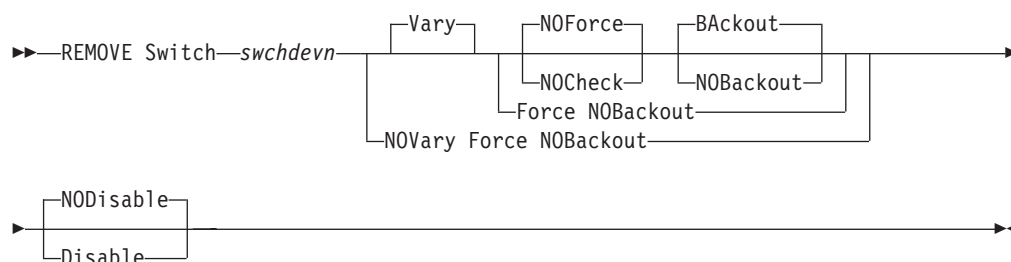 Vary NOForce BAckout
REMOVE Switch swchdevn
NOCheck NOBackout
Force NOBackout
NOVary Force NOBackout
NODisable
Disable